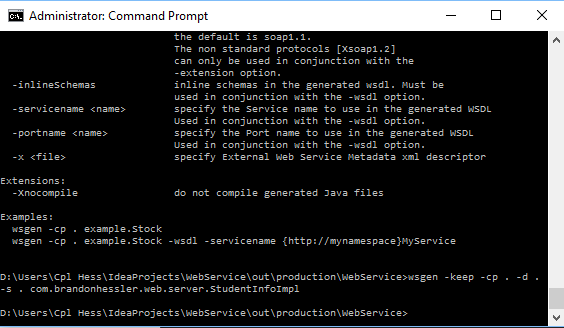 Administrator: Command Prompt
the default is soap1.1.
The non standard protocols [Xsoap1.2]
can only be used in conjunction with the
-extension option.
-inlineSchemas inline schemas in the generated wsdl. Must be
used in conjunction with the -wsdl option.
-servicename <name> specify the Service name to use in the generated WSDL
Used in conjunction with the -wsdl option.
-portname <name> specify the Port name to use in the generated WSDL
Used in conjunction with the -wsdl option.
-x <file> specify External Web Service Metadata xml descriptor
Extensions:
-Xnocompile do not compile generated Java files
Examples:
wsgen -cp . example.Stock
wsgen -cp . example.Stock -wsdl -servicename {http://mynamespace}MyService
D:\Users\Cpl Hess\IdeaProjects\WebService\out\production\WebService>wsgen -keep -cp . -d .
-s . com.brandonhessler.web.server.StudentInfoImpl
D:\Users\Cpl Hess\IdeaProjects\WebService\out\production\WebService>